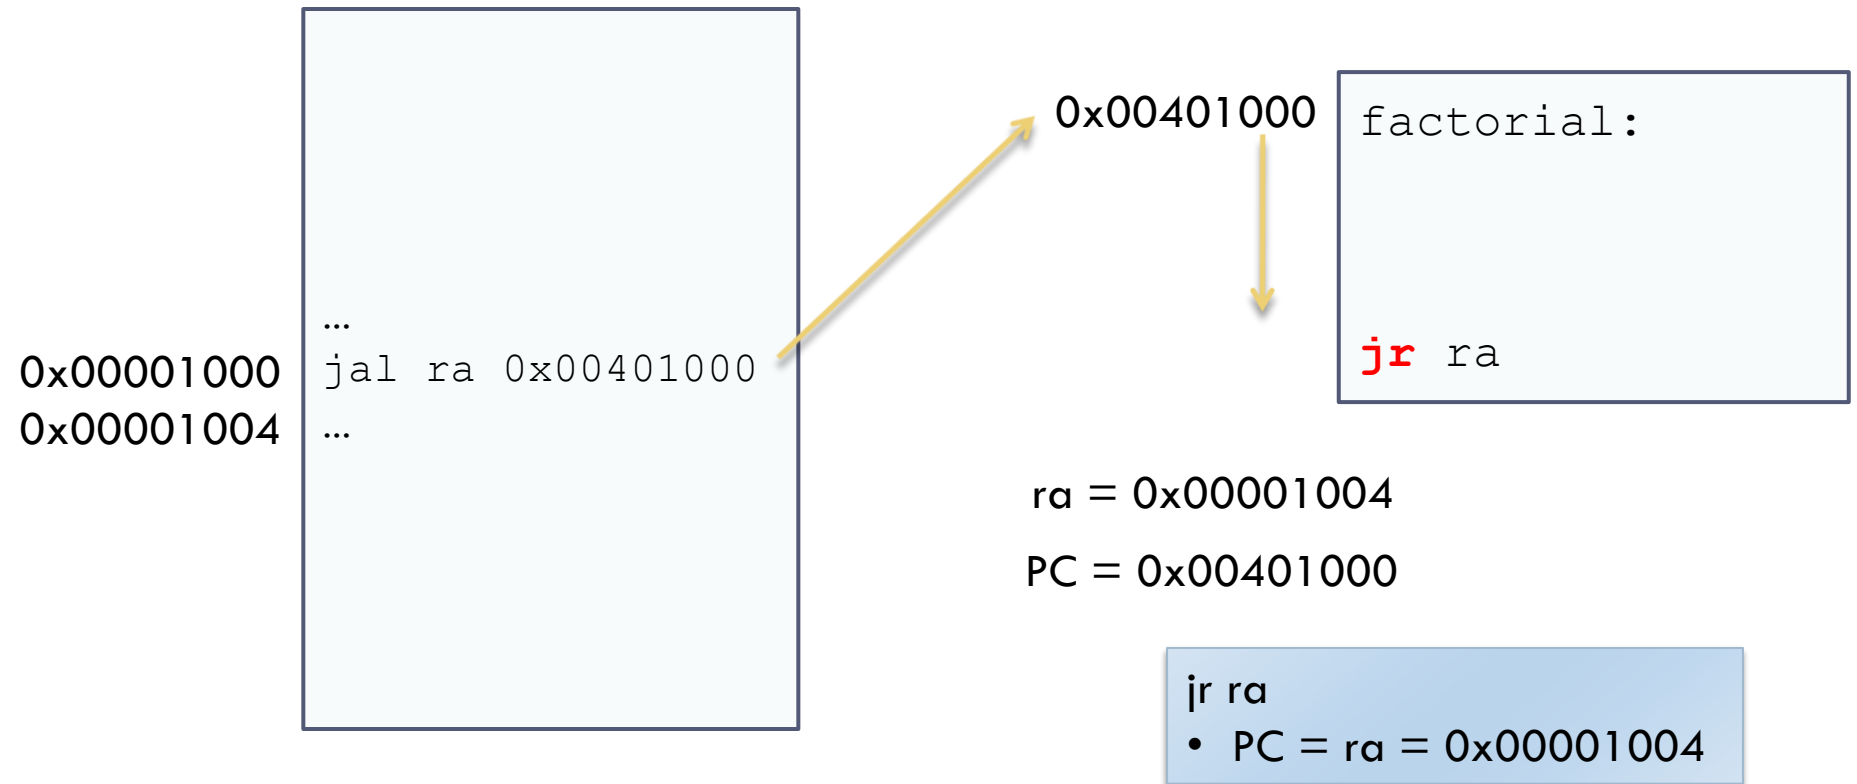 0x00401000
factorial:
…
0x00001000
jal ra 0x00401000
jr ra
0x00001004
…
ra = 0x00001004
PC = 0x00401000
jr ra
• PC = ra = 0x00001004